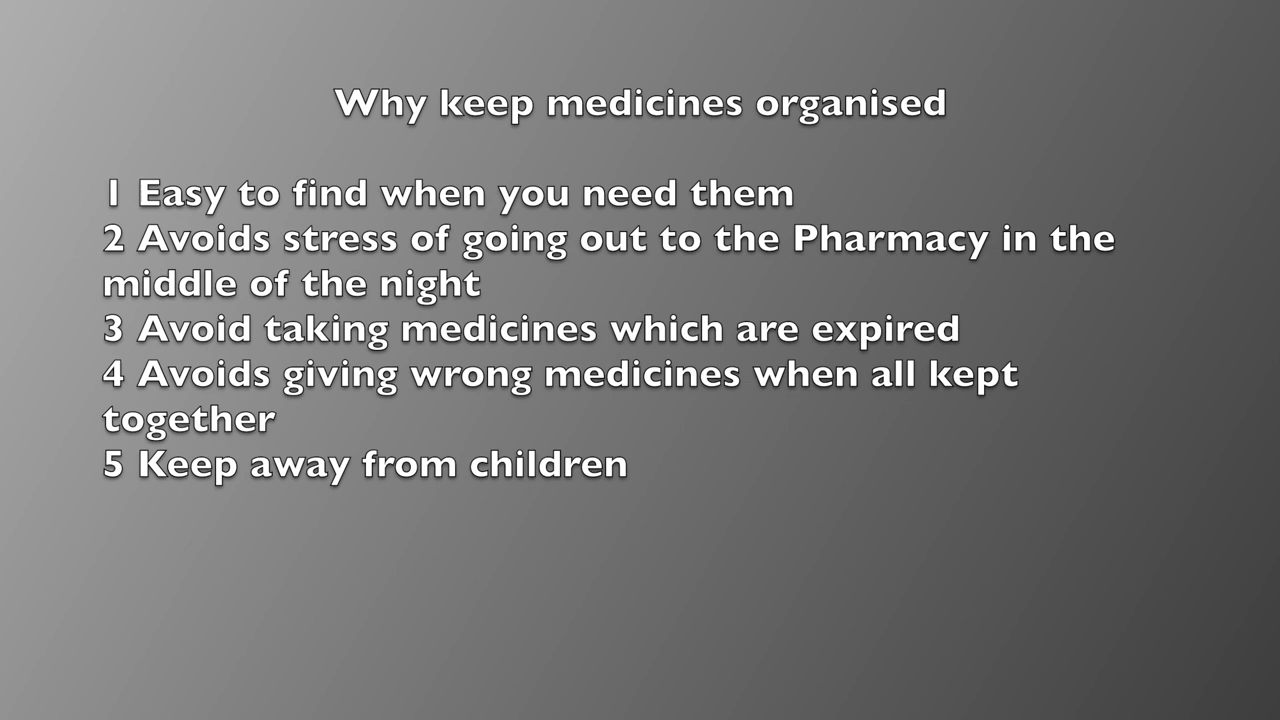 Why keep medicines organised
1 Easy to find when you need them
2 Avoids stress of going out to the Pharmacy in the
middle of the night
3 Avoid taking medicines which are expired
4 Avoids giving wrong medicines when all kept
together
5 Keep away from children